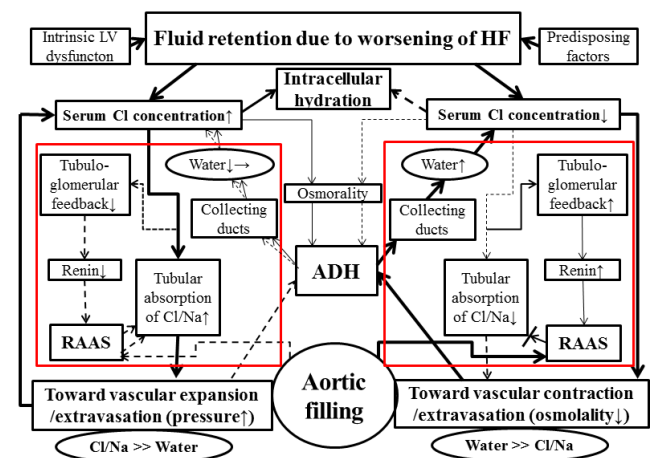 Intrinsic LV
dysfuncton
Fluid retention due to worsening of HF
Predisposing
factors
Intracellular
hydration
Serum Cl concentration↑
Serum Cl concentration↓
Tubulo-
glomerular
feedback↓
Water↓→
Collecting
ducts
Renin↓
Tubular
absorption
of Cl/Na↑
RAAS
Osmorality
ADH
Water↑
Collecting
ducts
Tubulo-
glomerular
feedback↑
Tubular
absorption
of Cl/Na↓
Renin↑
RAAS
Aortic
filling
Toward vascular expansion
/extravasation (pressure↑)
Cl/Na >> Water
Toward vascular contraction
/extravasation (osmolality↓)
Water >> Cl/Na